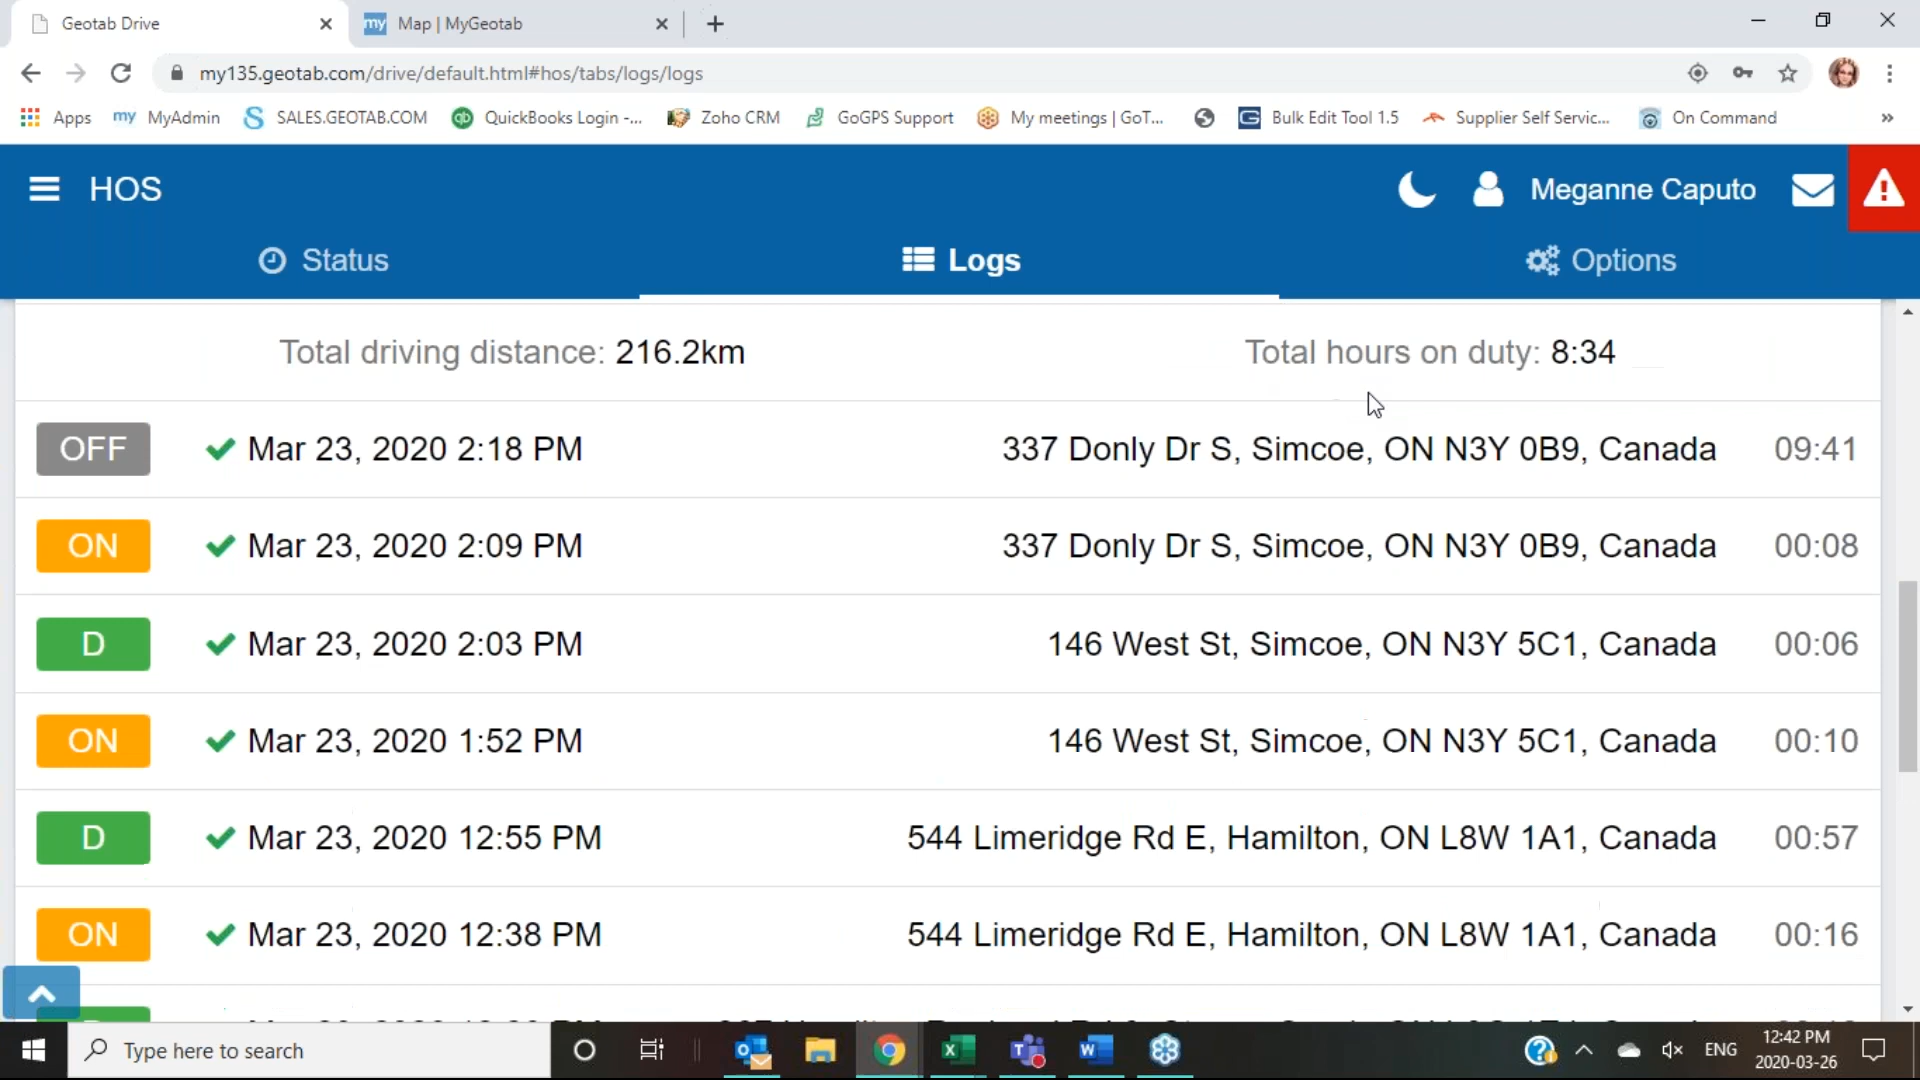 Geotab Drive
my Map | MyGeotab
my135.geotab.com/drive/default.html#hos/tabs/logs/logs
Apps my MyAdmin SALES.GEOTAB.COM qb QuickBooks Login -... Zoho CRM GoGPS Support My meetings | GoT... Bulk Edit Tool 1.5 Supplier Self Servic... On Command »
HOS Meganne Caputo
Status Logs Options
Total driving distance: 216.2km Total hours on duty: 8:34
OFF Mar 23, 2020 2:18 PM 337 Donly Dr S, Simcoe, ON N3Y 0B9, Canada 09:41
ON Mar 23, 2020 2:09 PM 337 Donly Dr S, Simcoe, ON N3Y 0B9, Canada 00:08
D Mar 23, 2020 2:03 PM 146 West St, Simcoe, ON N3Y 5C1, Canada 00:06
ON Mar 23, 2020 1:52 PM 146 West St, Simcoe, ON N3Y 5C1, Canada 00:10
D Mar 23, 2020 12:55 PM 544 Limeridge Rd E, Hamilton, ON L8W 1A1, Canada 00:57
ON Mar 23, 2020 12:38 PM 544 Limeridge Rd E, Hamilton, ON L8W 1A1, Canada 00:16
Type here to search
ENG
12:42 PM
2020-03-26